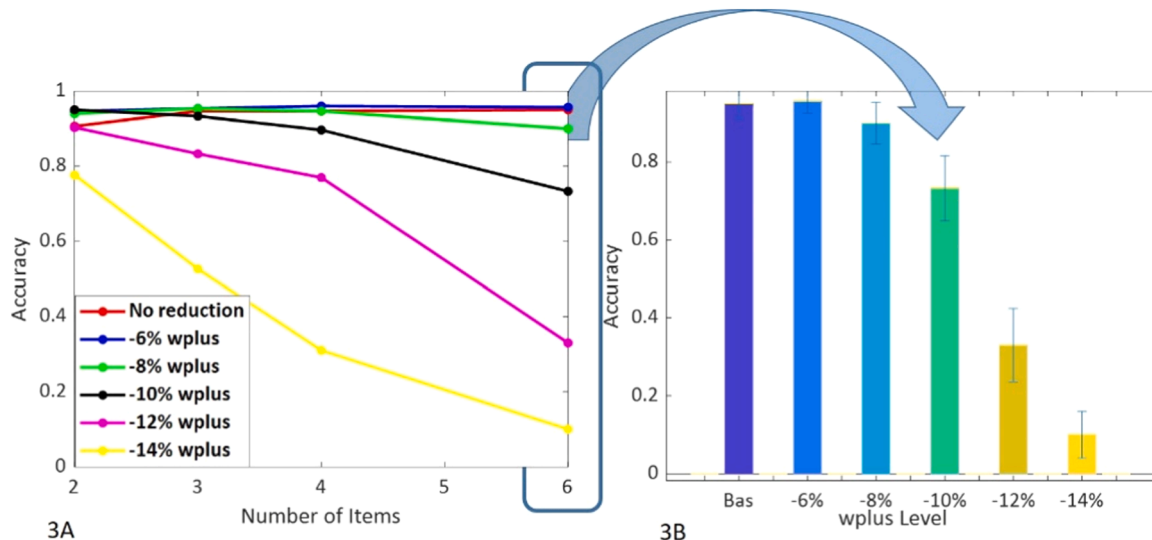 1
0.8
0.6
0.4
0.2
0
Accuracy
No reduction
-6% wplus
-8% wplus
-10% wplus
-12% wplus
-14% wplus
2 3 4 5 6
Number of Items
3A
0.8
0.6
0.4
0.2
0
Accuracy
Bas -6% -8% -10% -12% -14%
wplus Level
3B